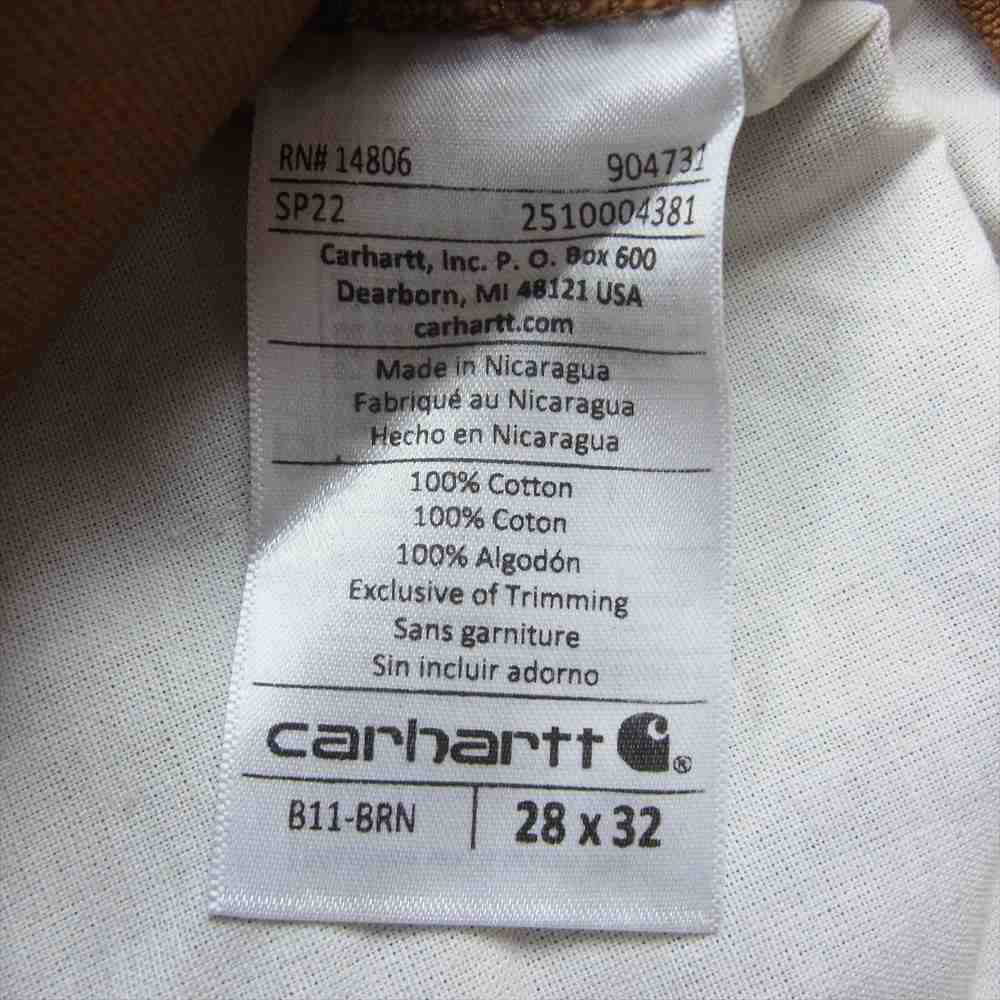 RN# 14806 904731
SP22 2510004381
Carhartt, Inc. P. O. Box 600
Dearborn, MI 48121 USA
carhartt.com
Made in Nicaragua
Fabriqué au Nicaragua
Hecho en Nicaragua
100% Cotton
100% Coton
100% Algodón
Exclusive of Trimming
Sans garniture
Sin incluir adorno
carhartt ®
B11-BRN 28 x 32